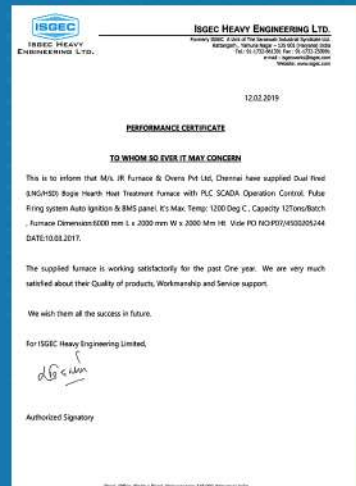 ISGEC
ISGEC HEAVY
ENGINEERING LTD.
ISGEC HEAVY ENGINEERING LTD.
12.02.2019
PERFORMANCE CERTIFICATE
TO WHOM SO EVER IT MAY CONCERN
This is to inform that M/s. JR Furnace & Ovens Pvt Ltd, Chennai have supplied Dual Fired
(LNG/HSD) Bogie Hearth Heat Treatment Furnace with PLC SCADA Operation Control. Pulse
Firing system Auto Ignition & BMS panel. It's Max. Temp: 1200 Deg C , Capacity 12Tons/Batch
, Furnace Dimension:6000 mm L x 2000 mm W x 2000 Mm Ht Vide PO NO:P07/4500205244
DATE:10.03.2017.
The supplied furnace is working satisfactorily for the past One year. We are very much
satisfied about their Quality of products, Workmanship and Service support.
We wish them all the success in future.
For ISGEC Heavy Engineering Limited,
Authorized Signatory